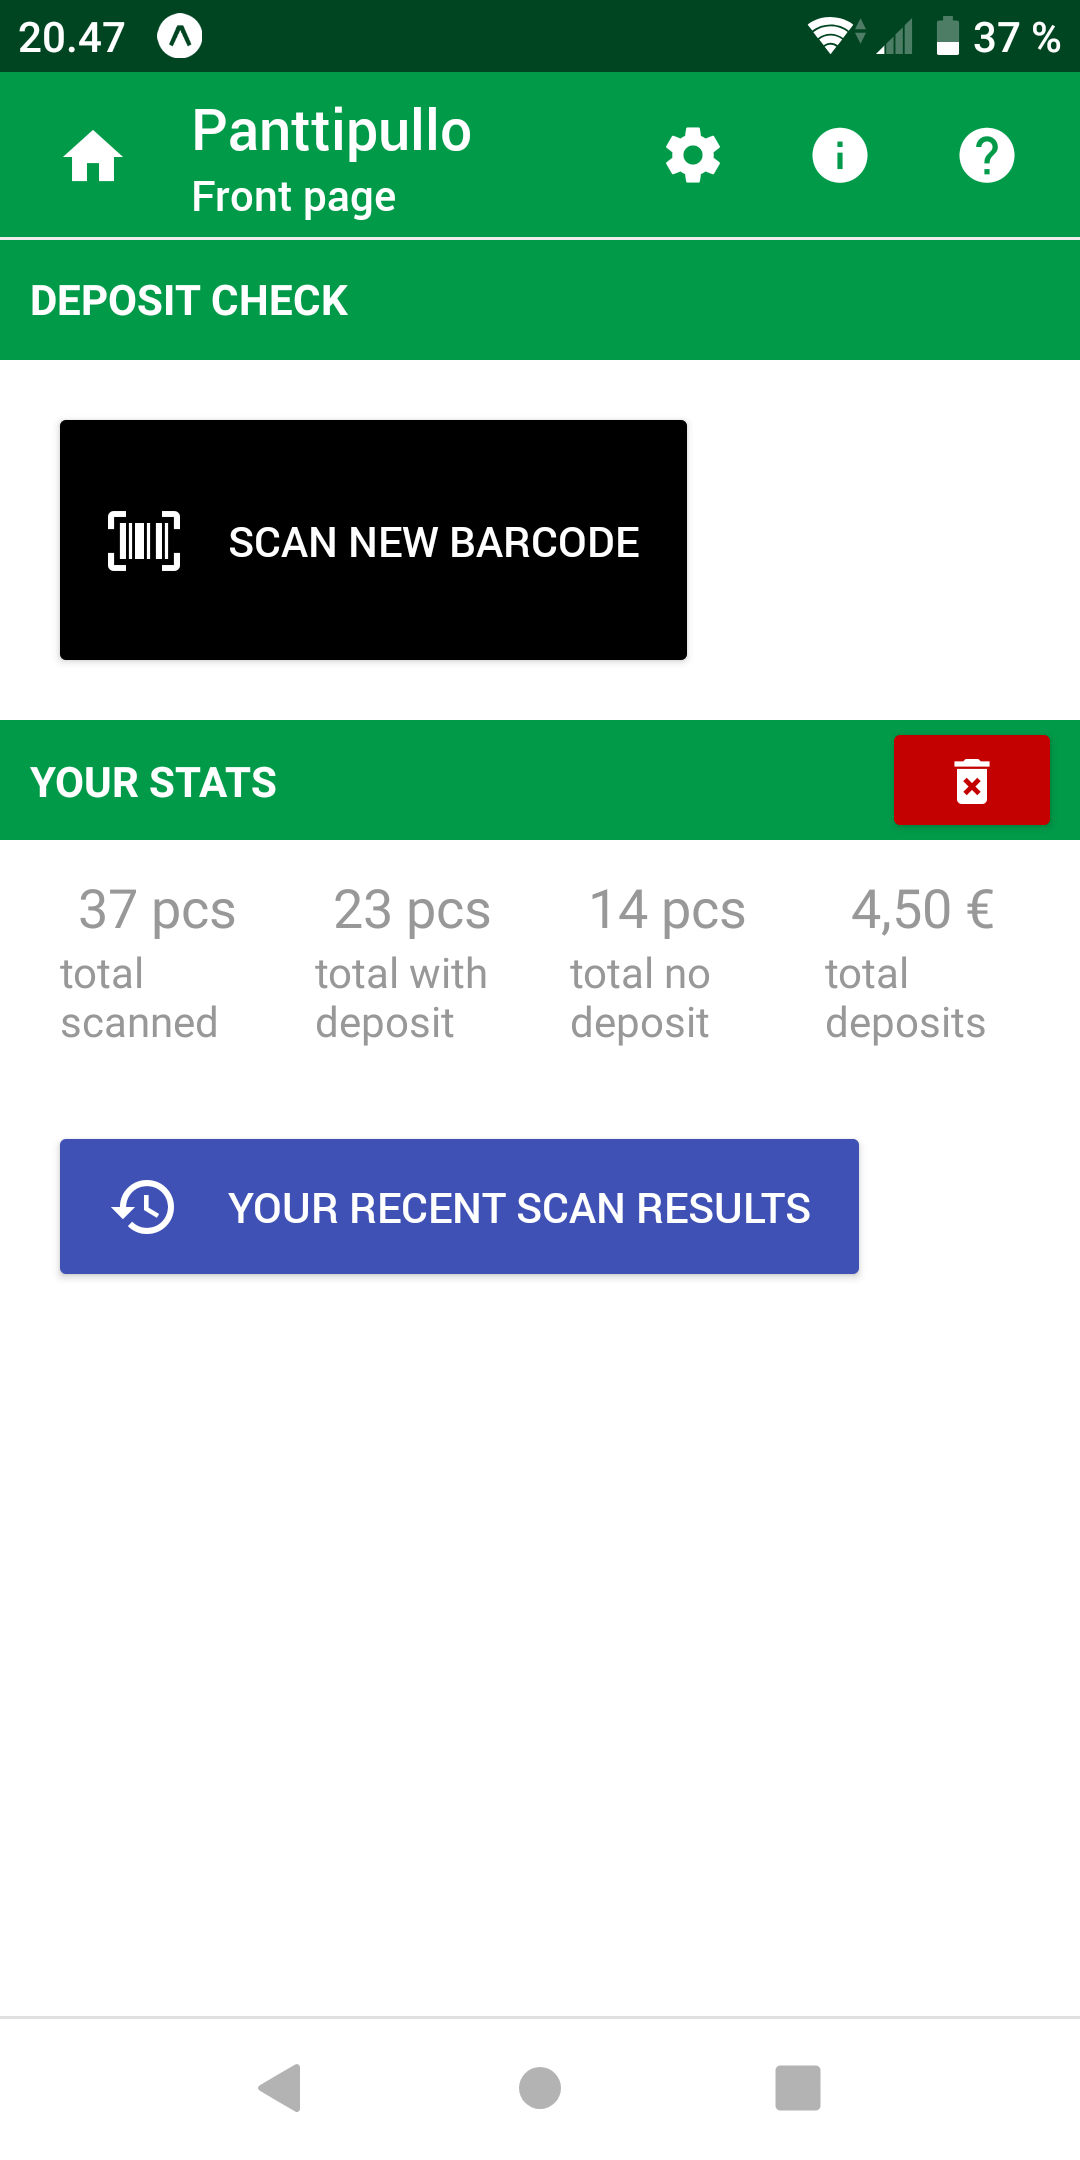 20.47 37 %
Panttipullo
Front page
DEPOSIT CHECK
SCAN NEW BARCODE
YOUR STATS
37 pcs 23 pcs 14 pcs 4,50 €
total total with total no total
scanned deposit deposit deposits
YOUR RECENT SCAN RESULTS